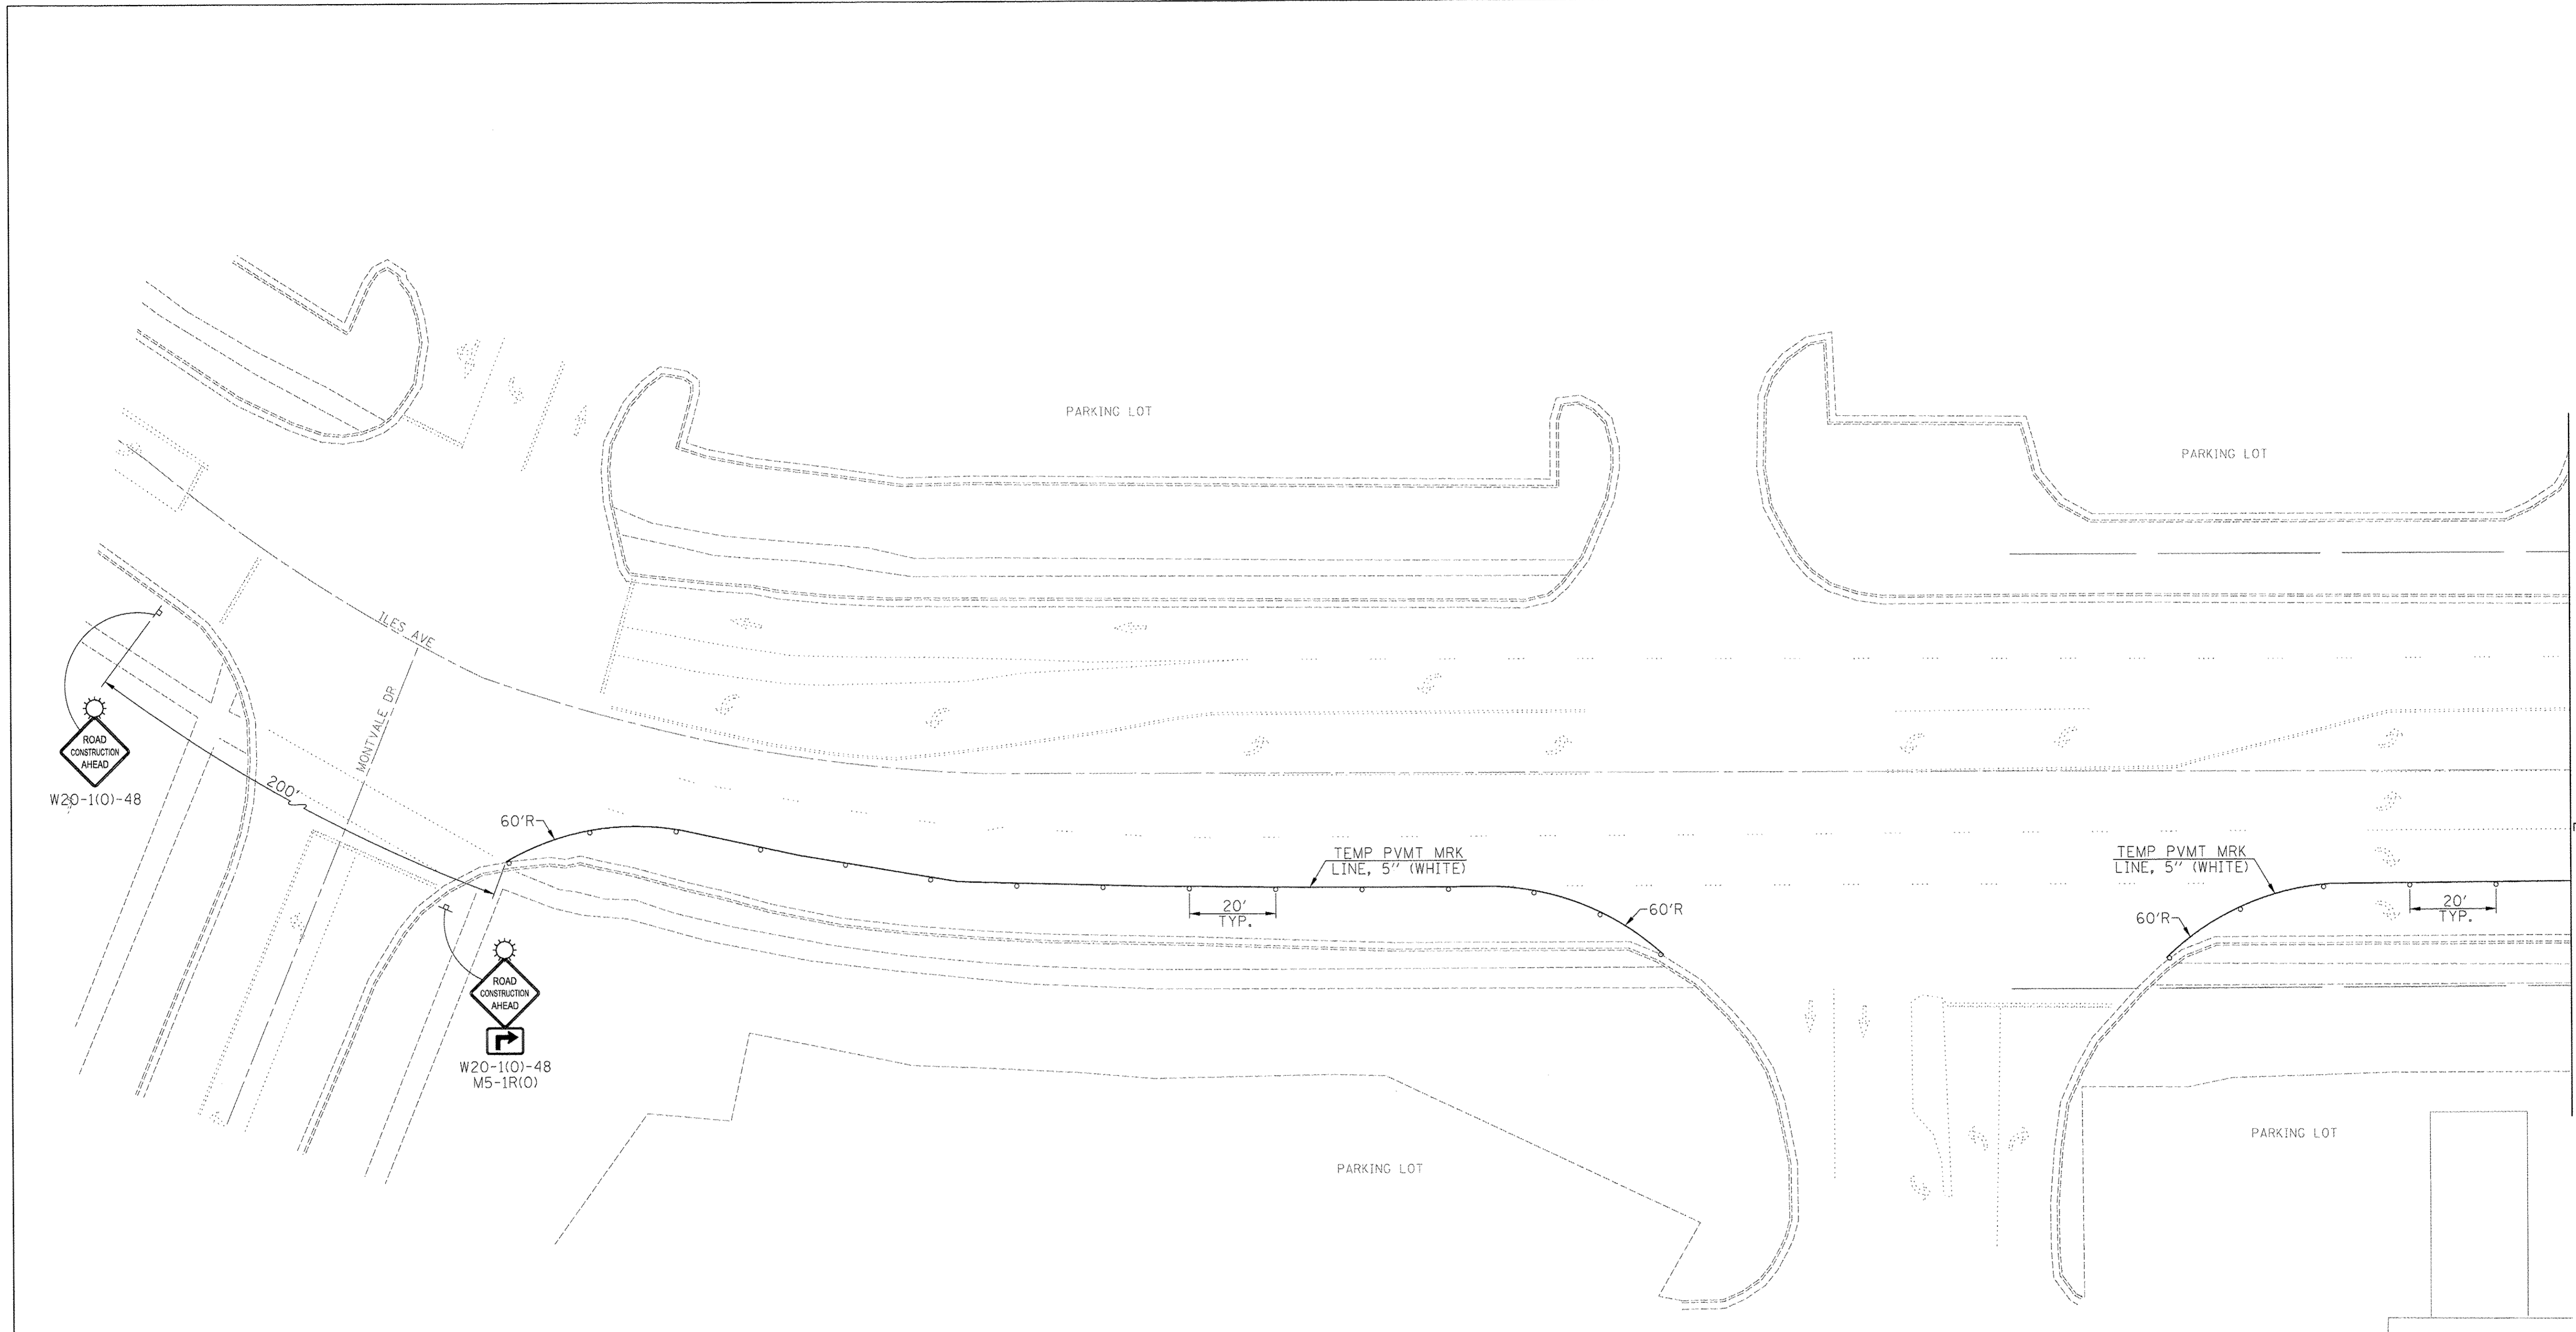 PARKING LOT
PARKING LOT
ILES AVE
MONTVALE DR
ROAD
CONSTRUCTION
AHEAD
W20-1(O)-48
200'
60'R
TEMP PVMT MRK
LINE, 5" (WHITE)
20'
TYP.
60'R
TEMP PVMT MRK
LINE, 5" (WHITE)
60'R
20'
TYP.
ROAD
CONSTRUCTION
AHEAD
W20-1(O)-48
M5-1R(O)
PARKING LOT
PARKING LOT